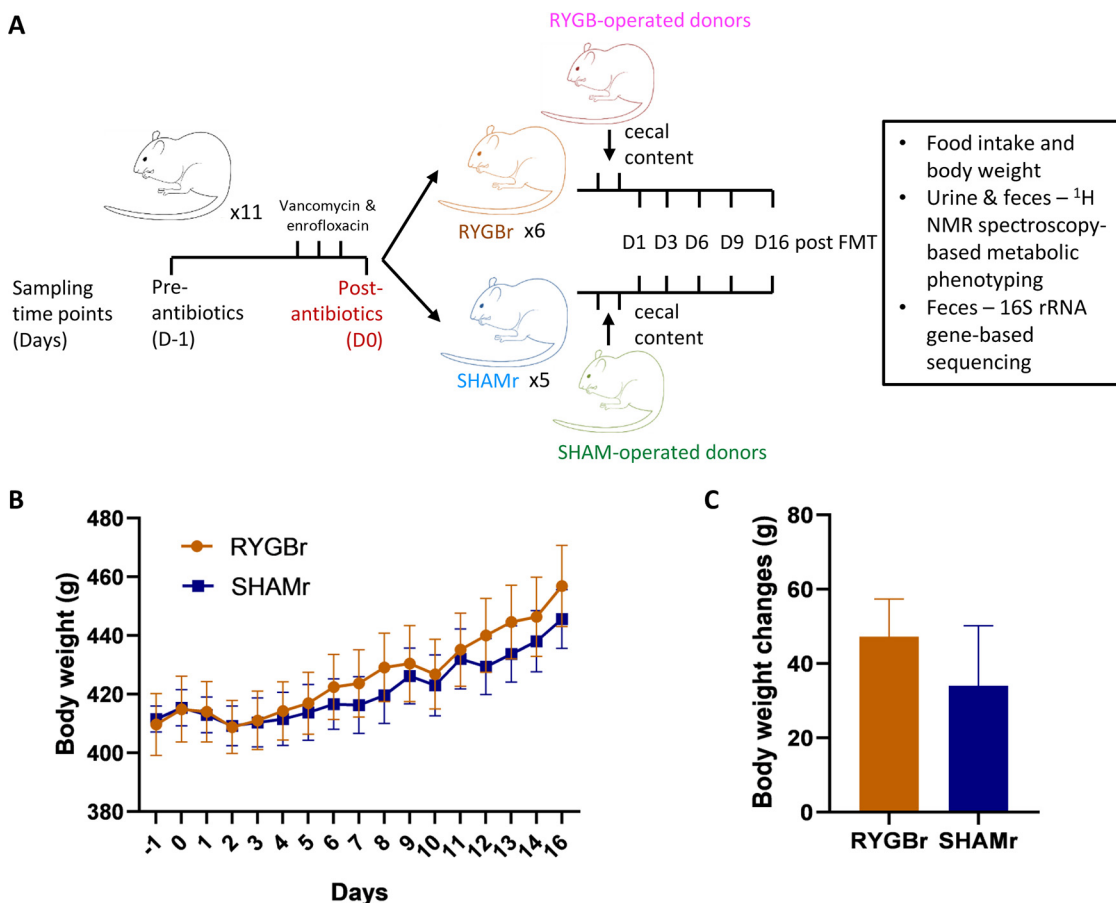 A
RYGB-operated donors
cecal
content
x11
Vancomycin &
enrofloxacin
RYGBr x6
D1 D3 D6 D9 D16 post FMT
Sampling
time points
(Days)
Pre-
antibiotics
(D-1)
Post-
antibiotics
(D0)
SHAMr x5
cecal
content
SHAM-operated donors
• Food intake and
body weight
• Urine & feces – ¹H
NMR spectroscopy-
based metabolic
phenotyping
• Feces – 16S rRNA
gene-based
sequencing
B
480
460
440
420
400
380
Body weight (g)
RYGBr
SHAMr
-1 0 1 2 3 4 5 6 7 8 9 10 11 12 13 14 16
Days
C
80
60
40
20
0
Body weight changes (g)
RYGBr SHAMr